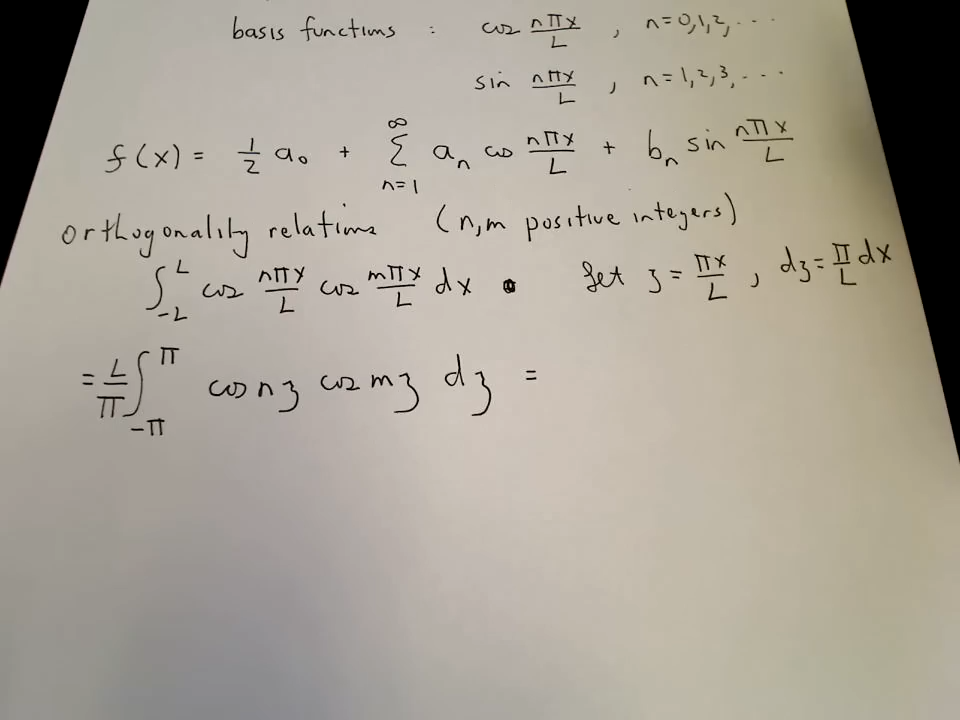 basis functions : cos nπx/L , n=0,1,2,...
sin nπx/L , n=1,2,3,...
f(x) = 1/2 a₀ + ∑_{n=1}^{∞} aₙ cos nπx/L + bₙ sin nπx/L
orthogonality relations (n,m positive integers)
∫_{-L}^{L} cos nπx/L cos mπx/L dx . Let z = πx/L , dz = π/L dx
= L/π ∫_{-π}^{π} cos nz cos mz dz =